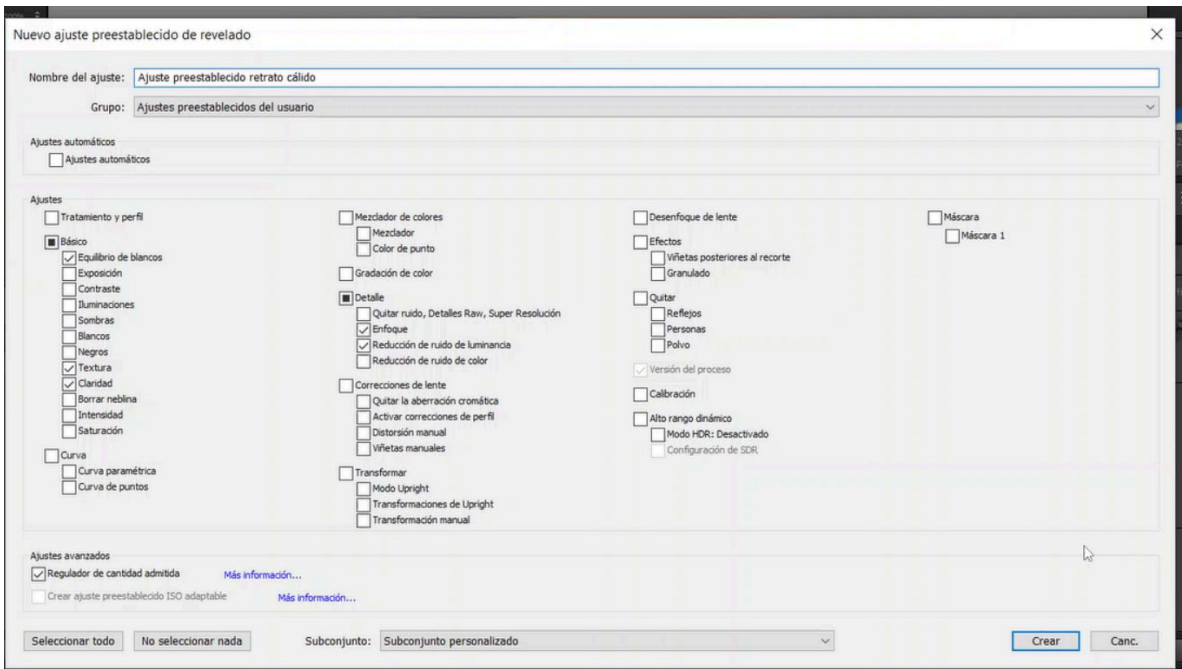 Nuevo ajuste preestablecido de revelado
Nombre del ajuste: Ajuste preestablecido retrato cálido
Grupo: Ajustes preestablecidos del usuario
Ajustes automáticos
Ajustes automáticos
Ajustes
Tratamiento y perfil
Básico
Equilibrio de blancos
Exposición
Contraste
Iluminaciones
Sombras
Blancos
Negros
Textura
Claridad
Borrar neblina
Intensidad
Saturación
Curva
Curva paramétrica
Curva de puntos
Mezclador de colores
Mezclador
Color de punto
Gradación de color
Detalle
Quitar ruido, Detalles Raw, Super Resolución
Enfoque
Reducción de ruido de luminancia
Reducción de ruido de color
Correcciones de lente
Quitar la aberración cromática
Activar correcciones de perfil
Distorsión manual
Viñetas manuales
Transformar
Modo Upright
Transformaciones de Upright
Transformación manual
Desenfoque de lente
Efectos
Viñetas posteriores al recorte
Granulado
Quitar
Reflejos
Personas
Polvo
Versión del proceso
Calibración
Alto rango dinámico
Modo HDR: Desactivado
Configuración de SDR
Máscara
Máscara 1
Ajustes avanzados
Regulador de cantidad admitida Más información...
Crear ajuste preestablecido ISO adaptable Más información...
Seleccionar todo No seleccionar nada Subconjunto: Subconjunto personalizado Crear Canc.